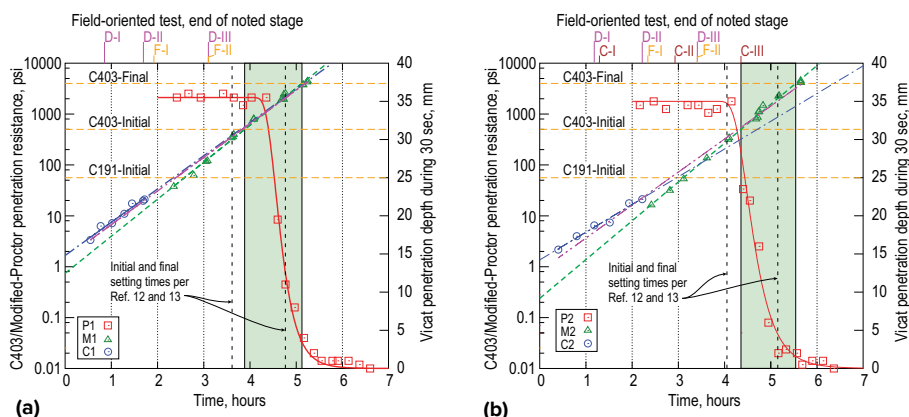 Field-oriented test, end of noted stage
D-I D-II D-III
F-I F-II
C403/Modified-Proctor penetration resistance, psi
10000
1000
100
10
1
0.1
0.01
C403-Final
C403-Initial
C191-Initial
Initial and final
setting times per
Ref. 12 and 13
P1
M1
C1
40
35
30
25
20
15
10
5
0
Vicat penetration depth during 30 sec, mm
0 1 2 3 4 5 6 7
Time, hours
(a)
Field-oriented test, end of noted stage
D-I D-II D-III
C-I F-I C-II F-II C-III
C403/Modified-Proctor penetration resistance, psi
10000
1000
100
10
1
0.1
0.01
C403-Final
C403-Initial
C191-Initial
Initial and final
setting times per
Ref. 12 and 13
P2
M2
C2
40
35
30
25
20
15
10
5
0
Vicat penetration depth during 30 sec, mm
0 1 2 3 4 5 6 7
Time, hours
(b)